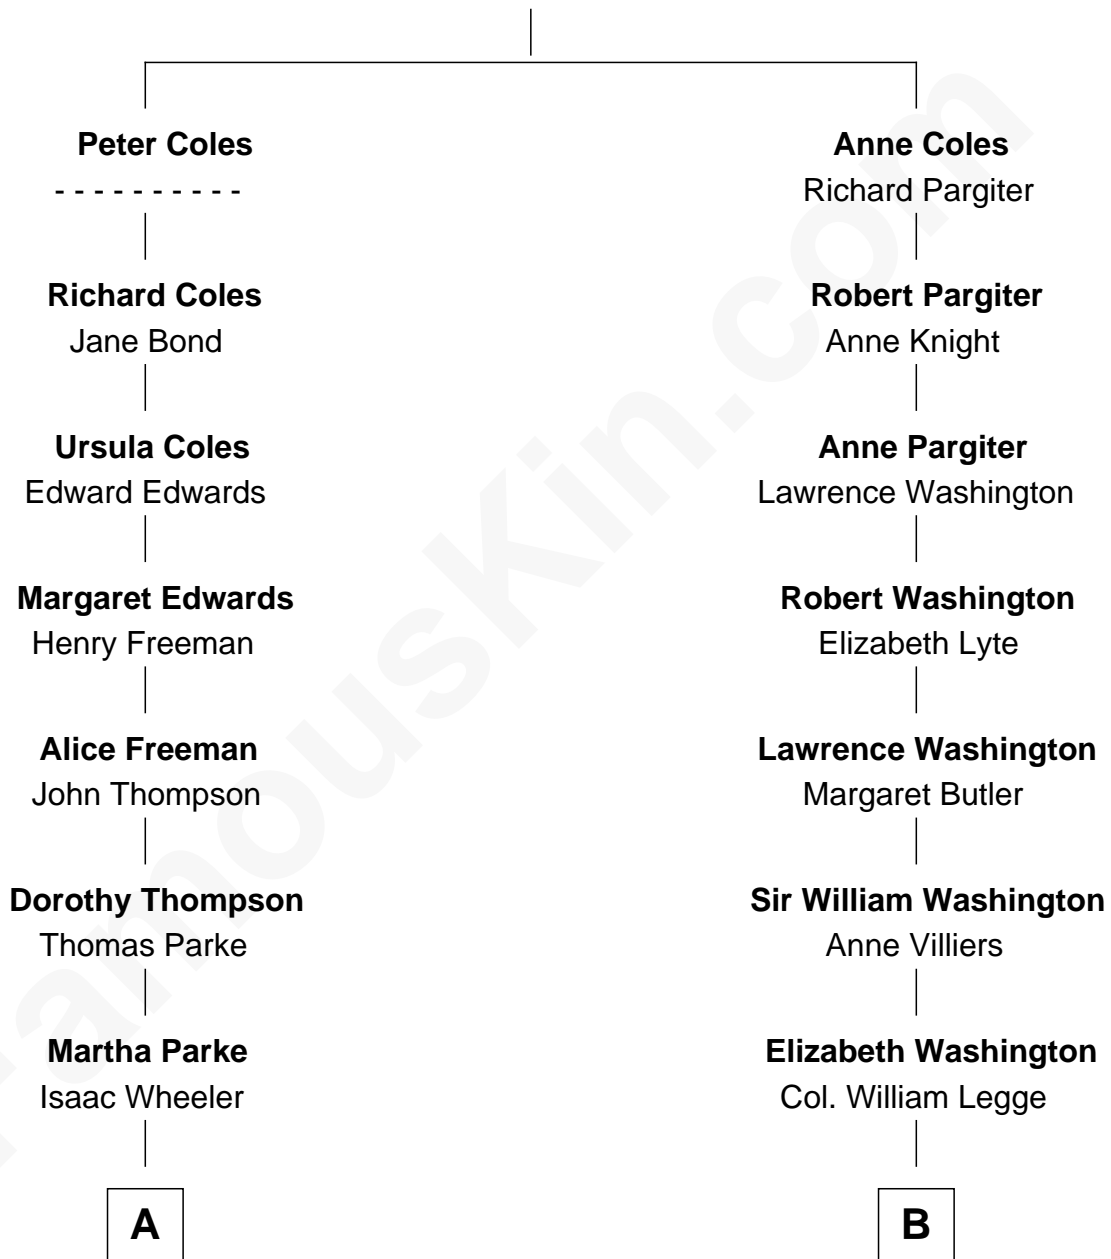 Peter Coles
- - - - - - - - - -
Richard Coles
Jane Bond
Ursula Coles
Edward Edwards
Margaret Edwards
Henry Freeman
Alice Freeman
John Thompson
Dorothy Thompson
Thomas Parke
Martha Parke
Isaac Wheeler
A
Anne Coles
Richard Pargiter
Robert Pargiter
Anne Knight
Anne Pargiter
Lawrence Washington
Robert Washington
Elizabeth Lyte
Lawrence Washington
Margaret Butler
Sir William Washington
Anne Villiers
Elizabeth Washington
Col. William Legge
B
FamousKin.com